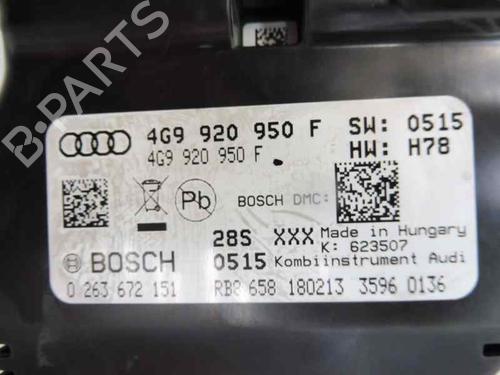 4G9 920 950 F SW: 0515
4G9 920 950 F HW: H78
Pb
BOSCH DMC:
28S XXX Made in Hungary
K: 623507
BOSCH 0515 Kombiinstrument Audi
0 263 672 151 RB8 658 180213 3596 0136
B-PARTS